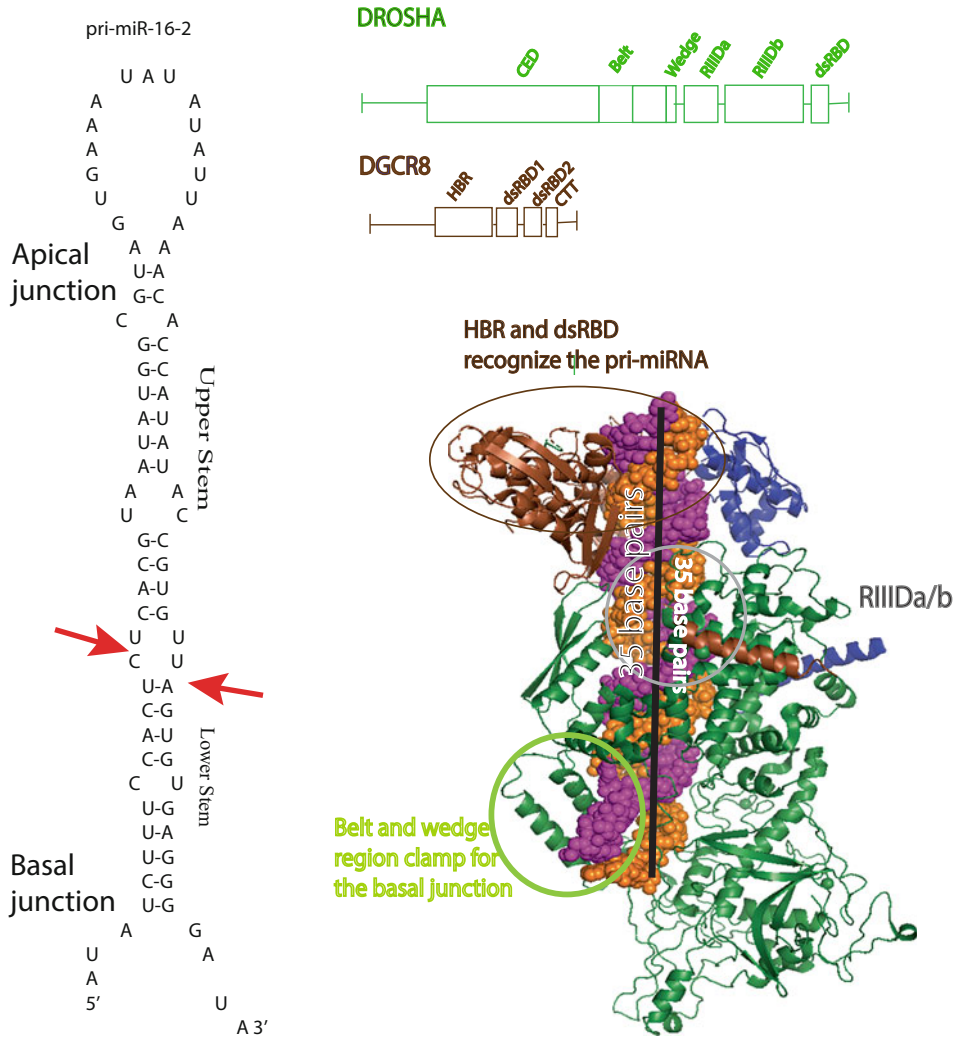 pri-miR-16-2
U A U
A A
A U
A A
G U
U U
G A
A A
U-A
G-C
C A
G-C
G-C
U-A
A-U
U-A
A-U
A A
U C
G-C
C-G
A-U
C-G
U U
C U
U-A
C-G
A-U
C-G
C U
U-G
U-A
U-G
C-G
U-G
A G
U A
A
5’ U
A 3’
Apical
junction
Upper Stem
Lower Stem
Basal
junction
DROSHA
CED Belt Wedge RIIIDa RIIIDb dsRBD
DGCR8
HBR dsRBD1 dsRBD2 CTT
HBR and dsRBD
recognize the pri-miRNA
35 base pairs
35 base pairs
RIIIDa/b
Belt and wedge
region clamp for
the basal junction